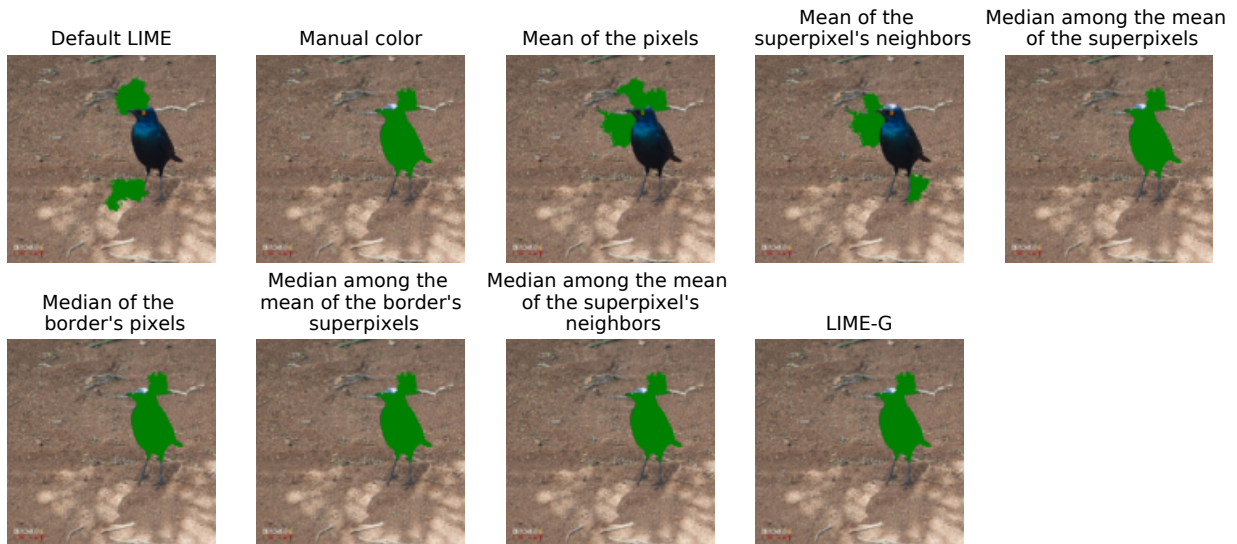 Default LIME
Manual color
Mean of the pixels
Mean of the
superpixel's neighbors
Median among the mean
of the superpixels
Median of the
border's pixels
Median among the
mean of the border's
superpixels
Median among the mean
of the superpixel's
neighbors
LIME-G